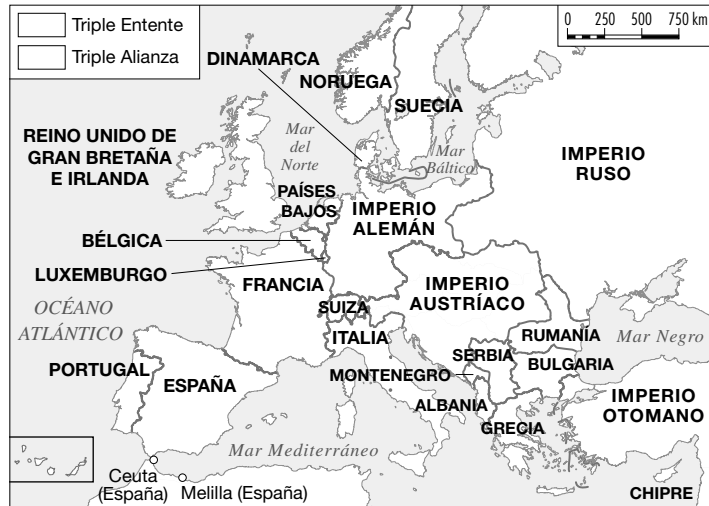 Triple Entente
Triple Alianza
0 250 500 750 km
DINAMARCA
NORUEGA
SUECIA
REINO UNIDO DE
GRAN BRETAÑA
E IRLANDA
Mar
del
Norte
Mar
Báltico
IMPERIO
RUSO
PAÍSES
BAJOS
IMPERIO
ALEMÁN
BÉLGICA
LUXEMBURGO
FRANCIA
IMPERIO
AUSTRÍACO
OCÉANO
ATLÁNTICO
SUIZA
ITALIA
RUMANÍA
Mar Negro
SERBIA
BULGARIA
MONTENEGRO
PORTUGAL
ESPAÑA
ALBANIA
IMPERIO
OTOMANO
GRECIA
Mar Mediterráneo
Ceuta
(España)
Melilla (España)
CHIPRE